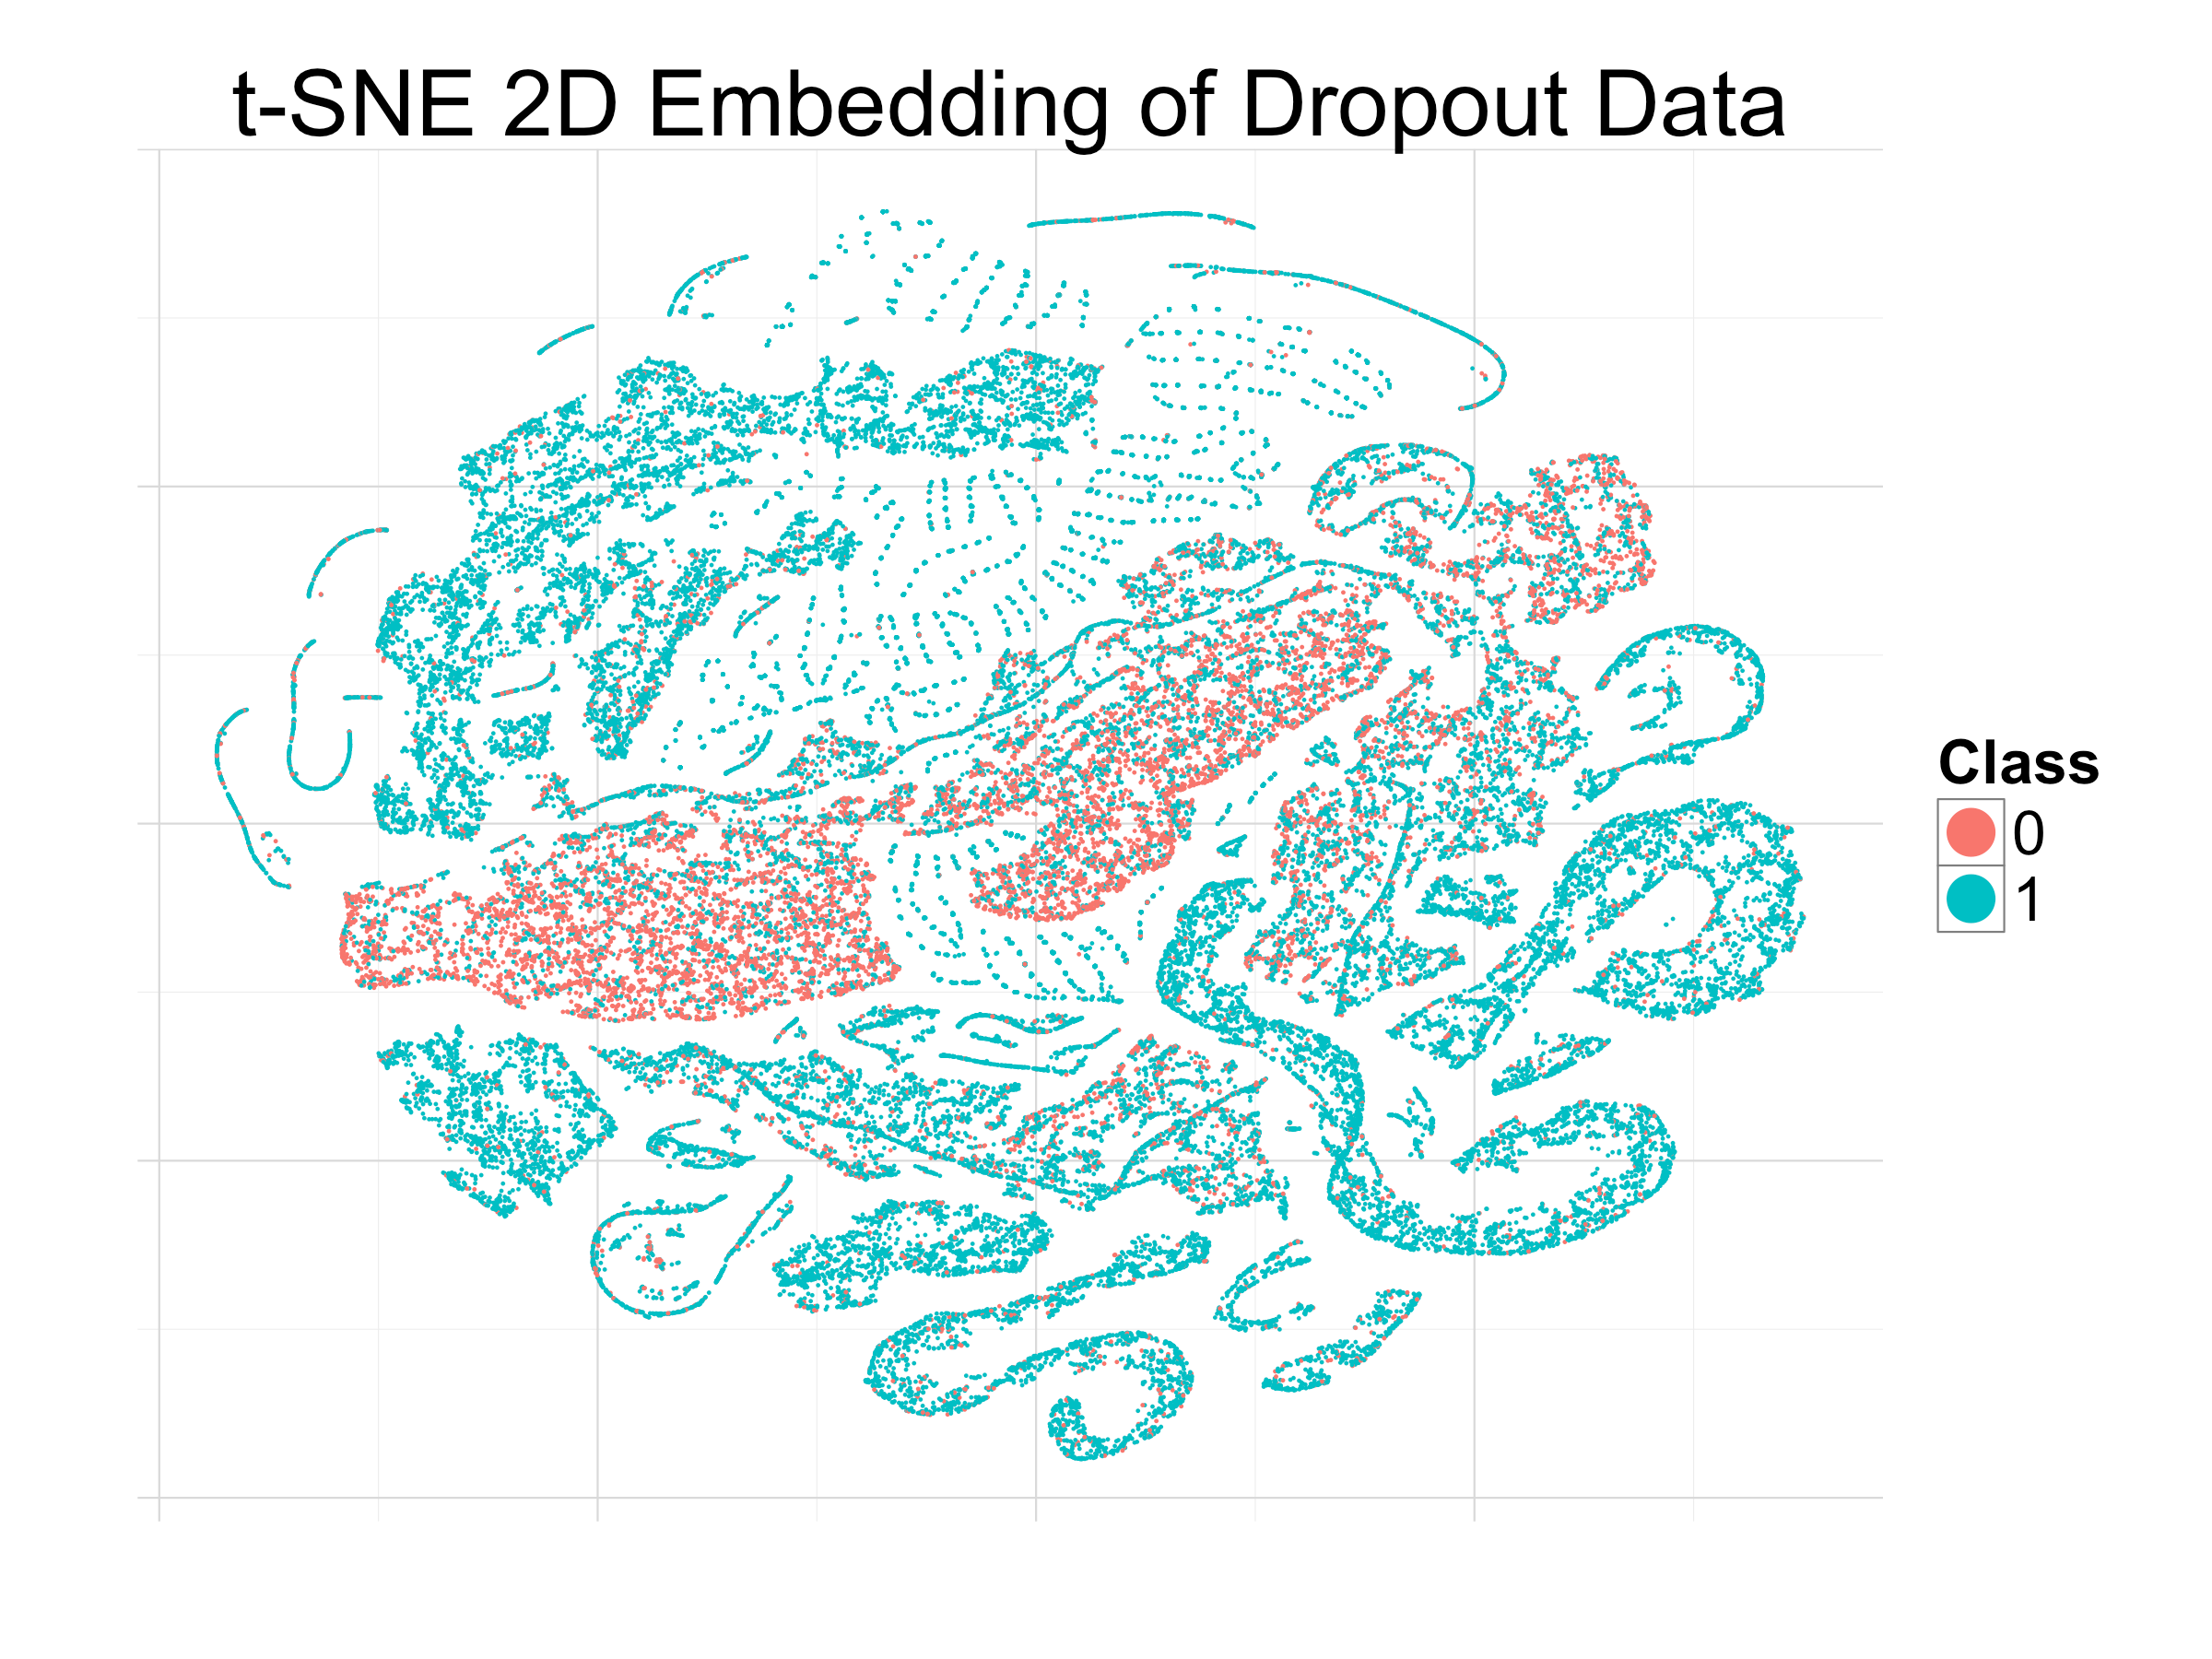 t-SNE 2D Embedding of Dropout Data
Class
0
1